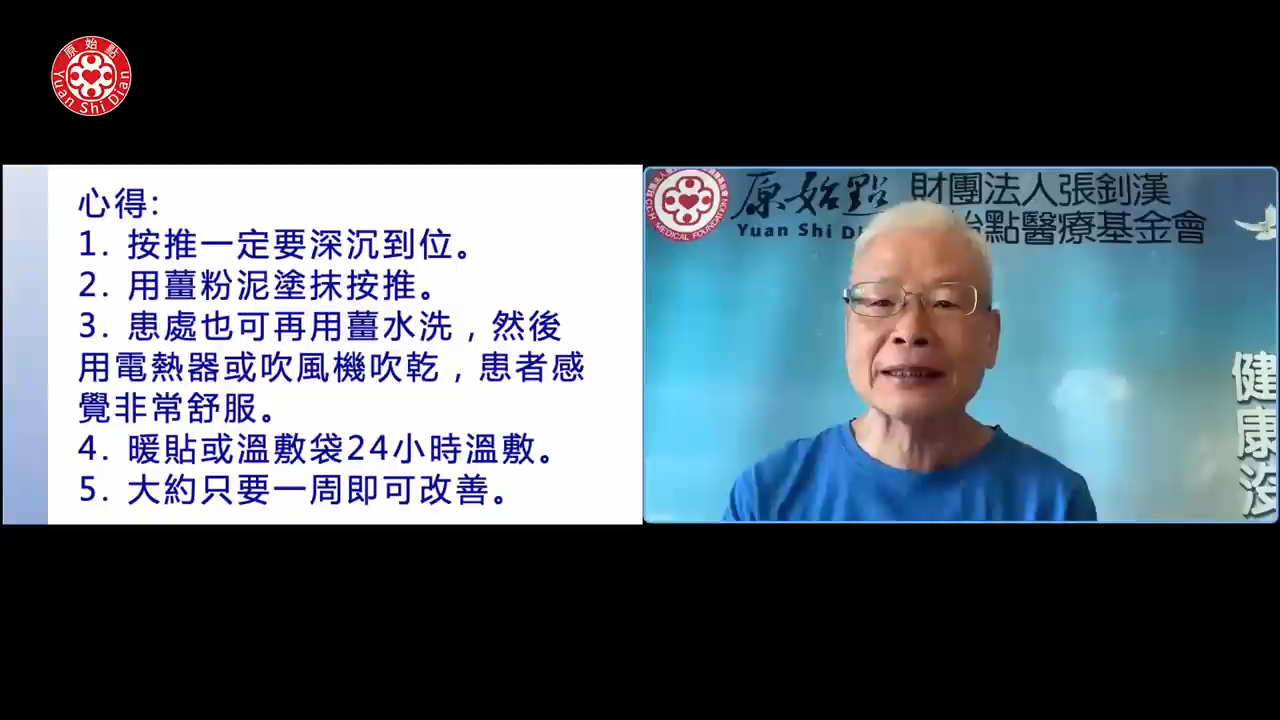 原始點
Yuan Shi Dian
心得:
1. 按推一定要深沉到位。
2. 用薑粉泥塗抹按推。
3. 患處也可再用薑水洗，然後
用電熱器或吹風機吹乾，患者感
覺非常舒服。
4. 暖貼或溫敷袋24小時溫敷。
5. 大約只要一周即可改善。
原始點
Yuan Shi Di
財團法人張釗漢
始點醫療基金會
MEDICAL FOUNDATION
健康沒